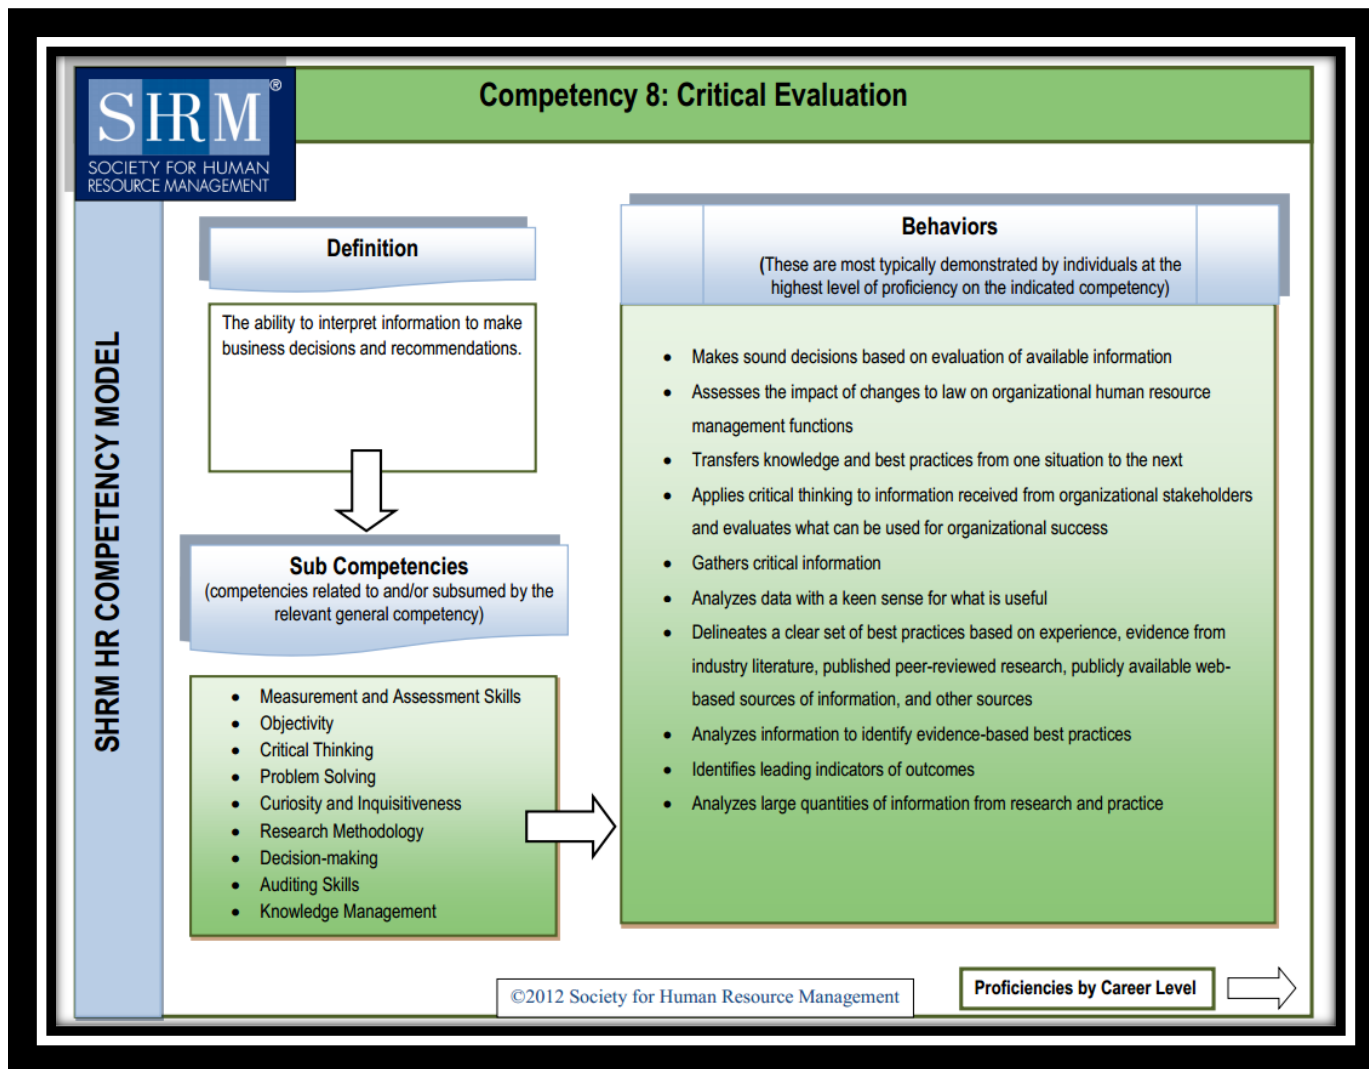 SHRM®
SOCIETY FOR HUMAN
RESOURCE MANAGEMENT
Competency 8: Critical Evaluation
SHRM HR COMPETENCY MODEL
Definition
The ability to interpret information to make
business decisions and recommendations.
Sub Competencies
(competencies related to and/or subsumed by the
relevant general competency)
• Measurement and Assessment Skills
• Objectivity
• Critical Thinking
• Problem Solving
• Curiosity and Inquisitiveness
• Research Methodology
• Decision-making
• Auditing Skills
• Knowledge Management
Behaviors
(These are most typically demonstrated by individuals at the
highest level of proficiency on the indicated competency)
• Makes sound decisions based on evaluation of available information
• Assesses the impact of changes to law on organizational human resource
management functions
• Transfers knowledge and best practices from one situation to the next
• Applies critical thinking to information received from organizational stakeholders
and evaluates what can be used for organizational success
• Gathers critical information
• Analyzes data with a keen sense for what is useful
• Delineates a clear set of best practices based on experience, evidence from
industry literature, published peer-reviewed research, publicly available web-
based sources of information, and other sources
• Analyzes information to identify evidence-based best practices
• Identifies leading indicators of outcomes
• Analyzes large quantities of information from research and practice
©2012 Society for Human Resource Management
Proficiencies by Career Level